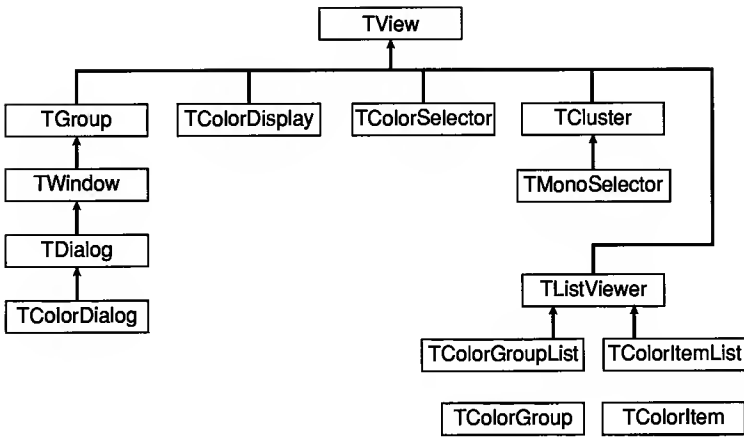 TView
TGroup
TColorDisplay
TColorSelector
TCluster
TWindow
TMonoSelector
TDialog
TListViewer
TColorDialog
TColorGroupList
TColorItemList
TColorGroup
TColorItem